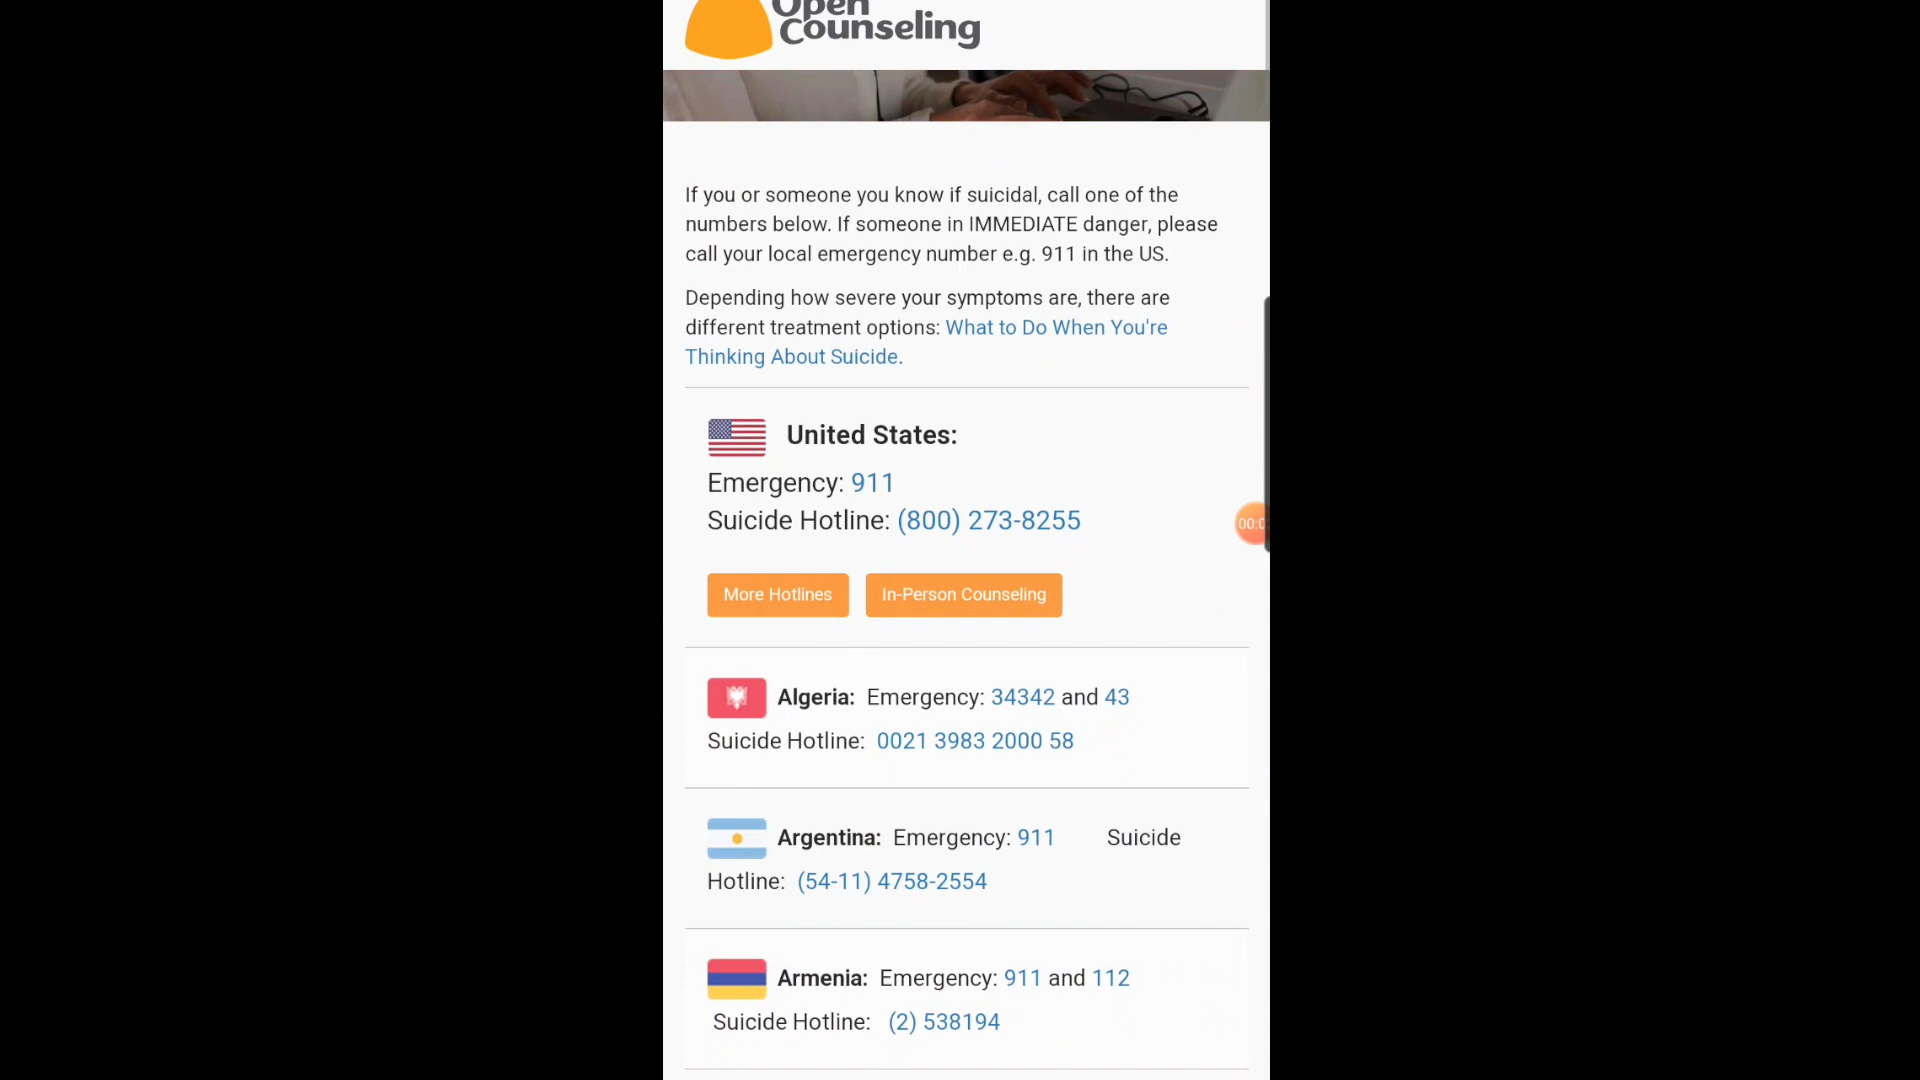 Open
Counseling
If you or someone you know if suicidal, call one of the
numbers below. If someone in IMMEDIATE danger, please
call your local emergency number e.g. 911 in the US.
Depending how severe your symptoms are, there are
different treatment options: What to Do When You're
Thinking About Suicide.
United States:
Emergency: 911
Suicide Hotline: (800) 273-8255
00:0
More Hotlines In-Person Counseling
Algeria: Emergency: 34342 and 43
Suicide Hotline: 0021 3983 2000 58
Argentina: Emergency: 911 Suicide
Hotline: (54-11) 4758-2554
Armenia: Emergency: 911 and 112
Suicide Hotline: (2) 538194